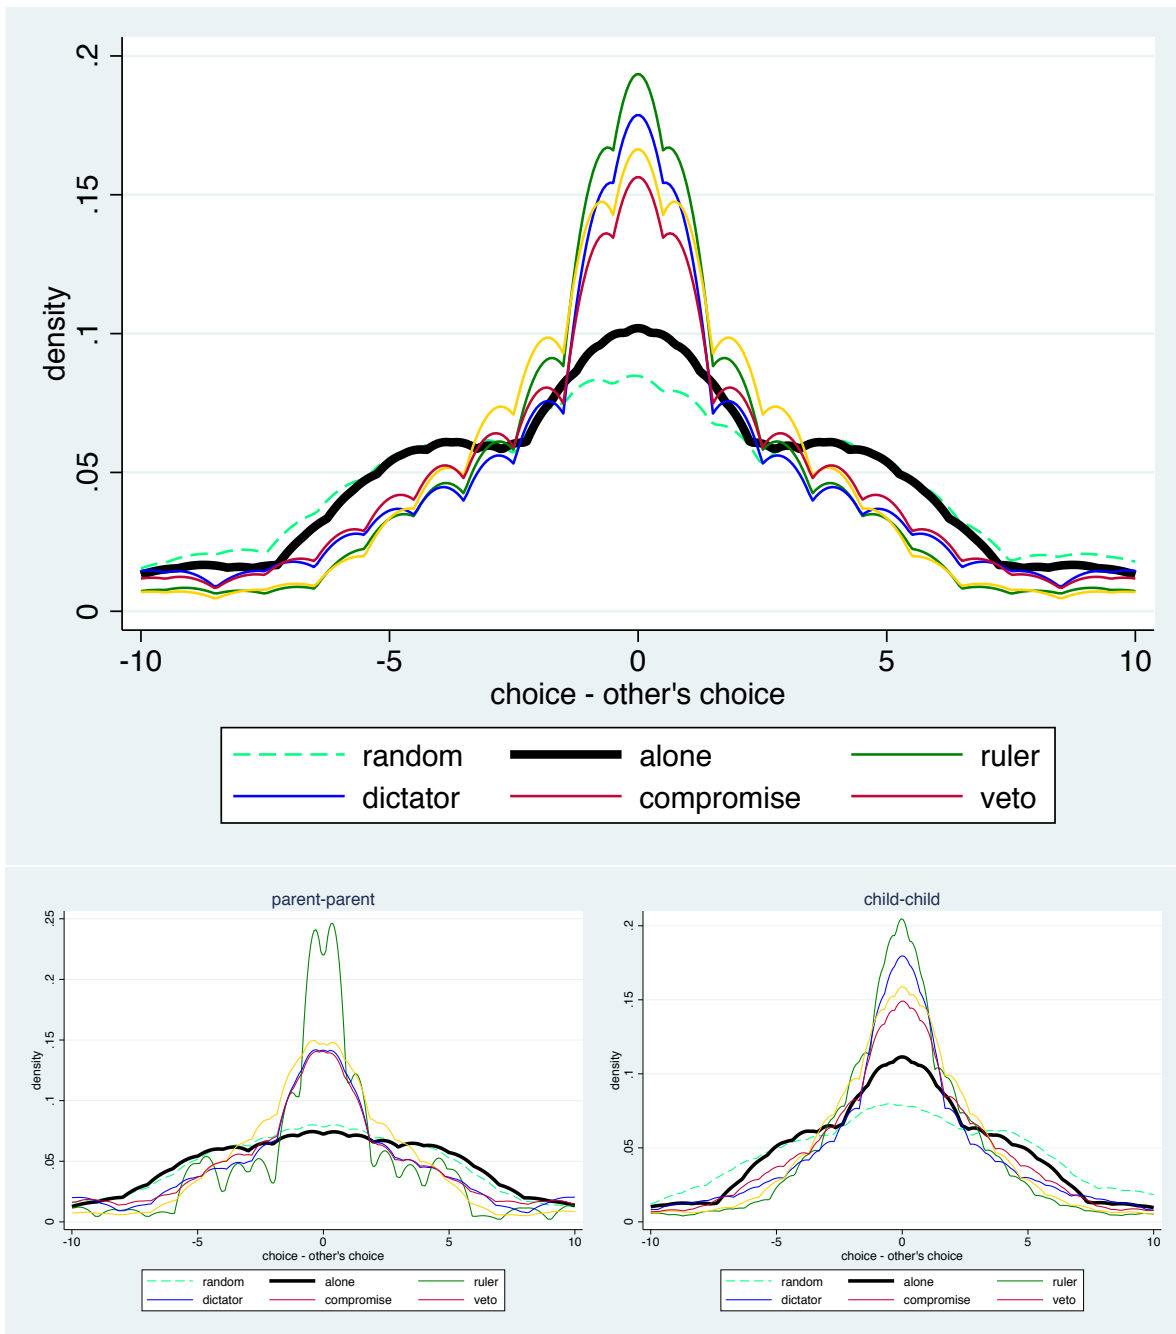 .2
.15
.1
.05
0
density
-10 -5 0 5 10
choice - other's choice
random alone ruler
dictator compromise veto
parent-parent
.25
.2
.15
.1
.05
0
density
-10 -5 0 5 10
choice - other's choice
random alone ruler
dictator compromise veto
child-child
.2
.15
.1
.05
0
density
-10 -5 0 5 10
choice - other's choice
random alone ruler
dictator compromise veto